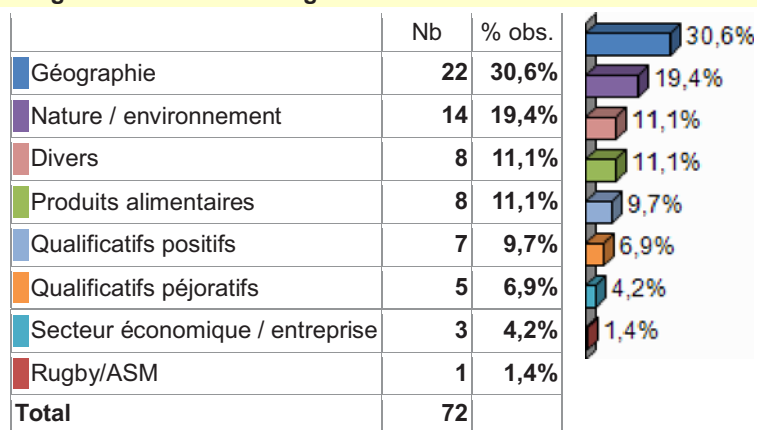 Nb % obs.
Géographie 22 30,6% 30,6%
Nature / environnement 14 19,4% 19,4%
Divers 8 11,1% 11,1%
Produits alimentaires 8 11,1% 11,1%
Qualificatifs positifs 7 9,7% 9,7%
Qualificatifs péjoratifs 5 6,9% 6,9%
Secteur économique / entreprise 3 4,2% 4,2%
Rugby/ASM 1 1,4% 1,4%
Total 72